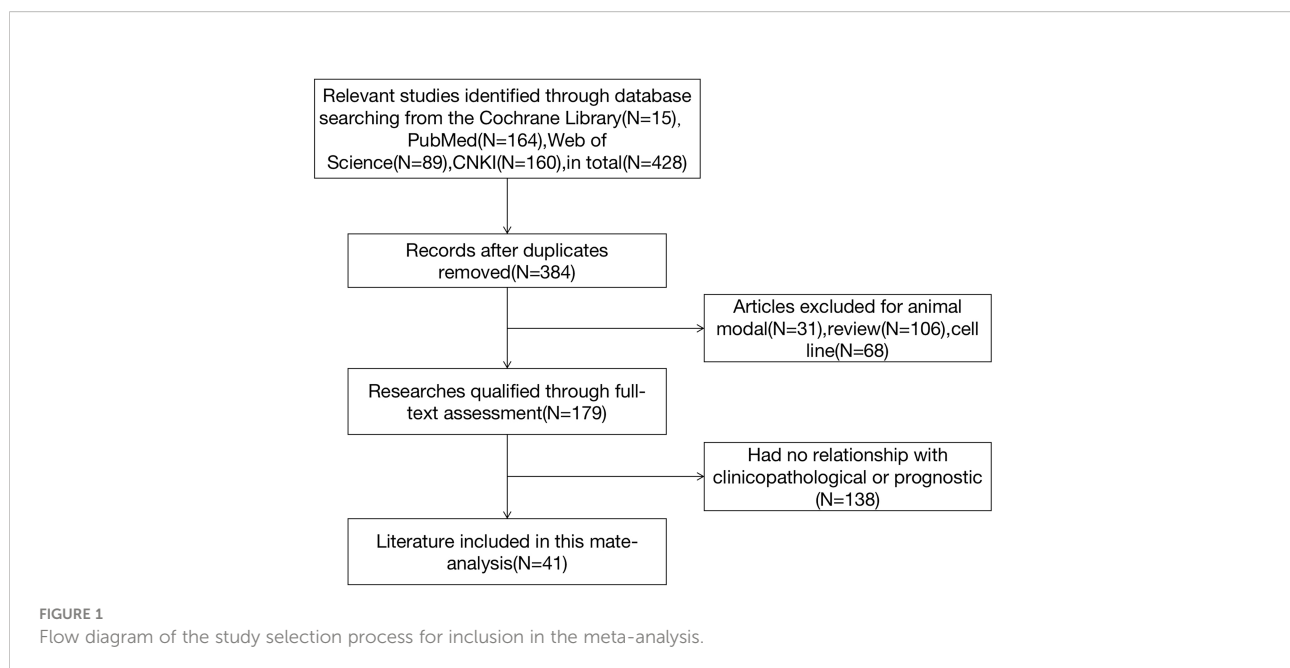 Relevant studies identified through database
searching from the Cochrane Library(N=15),
PubMed(N=164),Web of
Science(N=89),CNKI(N=160),in total(N=428)
Records after duplicates
removed(N=384)
Articles excluded for animal
modal(N=31),review(N=106),cell
line(N=68)
Researches qualified through full-
text assessment(N=179)
Had no relationship with
clinicopathological or prognostic
(N=138)
Literature included in this mate-
analysis(N=41)
FIGURE 1
Flow diagram of the study selection process for inclusion in the meta-analysis.